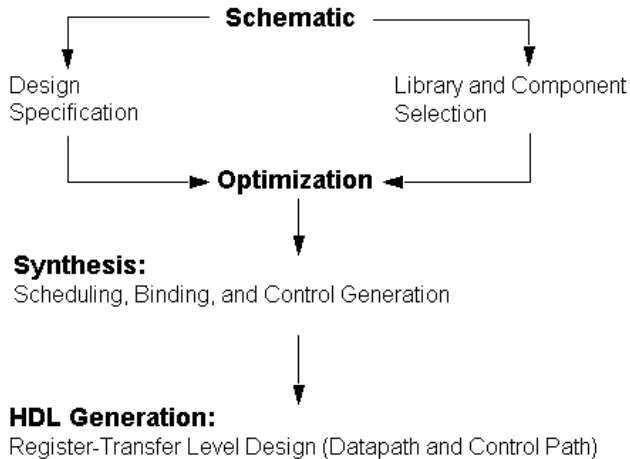 Schematic
Design
Specification
Library and Component
Selection
Optimization
Synthesis:
Scheduling, Binding, and Control Generation
HDL Generation:
Register-Transfer Level Design (Datapath and Control Path)